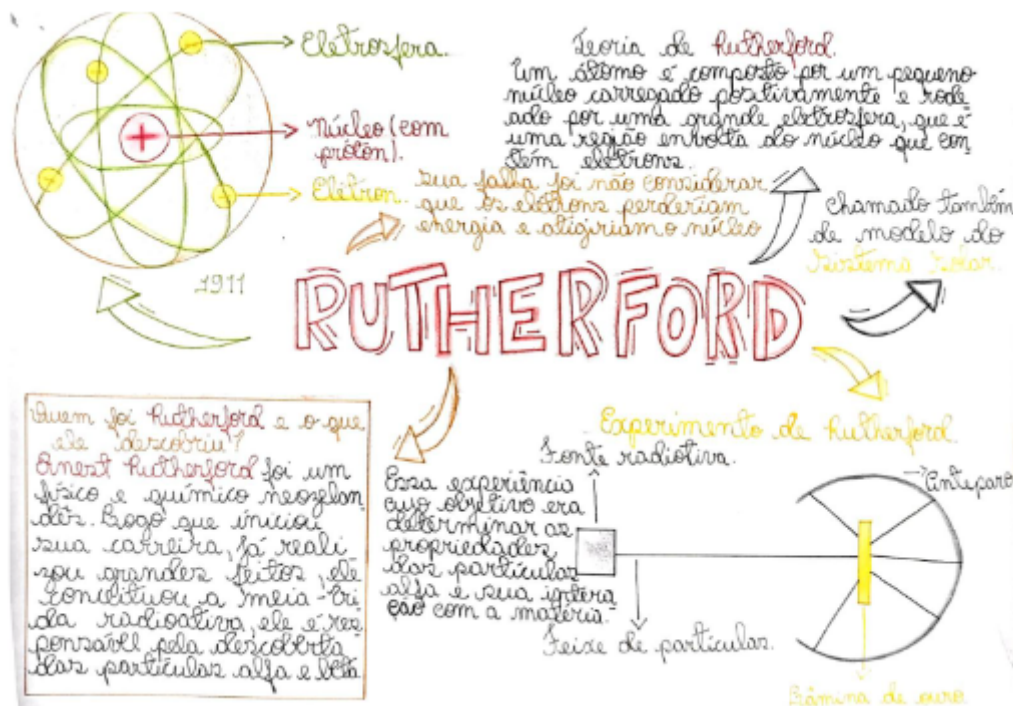 Eletrosfera.
Núcleo (com
prótón).
Elétron.
1911
Teoria de Rutherford.
Um átomo é composto por um pequeno
núcleo carregado positivamente e rode-
ado por uma grande eletrosfera, que é
uma região envolta do núcleo que con-
tém elétrons.
sua falha foi não considerar
que os elétrons perderiam
energia e atigiriam o núcleo
chamado também
de modelo do
Sistema Solar.
RUTHERFORD
Quem foi Rutherford e o que
ele descobriu?
Ernest Rutherford foi um
físico e químico neozelan
dês. Logo que iniciou
sua carreira, já reali
zou grandes feitos, ele
conceituou a meia-vi
da radioativa, ele é res
ponsável pela descoberta
das partículas alfa e beta
Essa experiência
cujo objetivo era
determinar as
propriedades
das partículas
alfa e sua intera
ção com a matéria.
Experimento de Rutherford.
Fonte radiotiva.
Anteparo
Feixe de partículas.
Lâmina de ouro